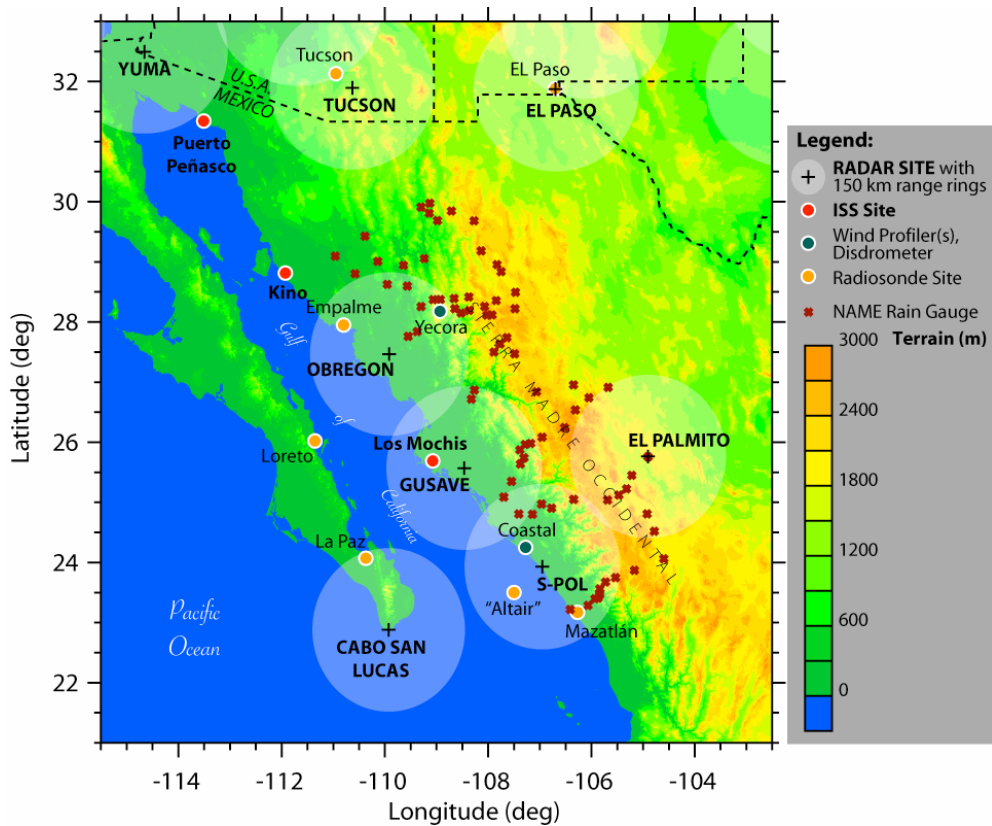 Tucson
YUMA
U.S.A.
MEXICO
TUCSON
El Paso
EL PASO
Puerto
Peñasco
Kino
Empalme
Yecora
OBREGON
Gulf
of
California
SIERRA MADRE OCCIDENTAL
Los Mochis
GUSAVE
EL PALMITO
Loreto
Coastal
La Paz
S-POL
"Altair"
Mazatlán
CABO SAN
LUCAS
Pacific
Ocean
Latitude (deg)
32
30
28
26
24
22
-114
-112
-110
-108
-106
-104
Longitude (deg)
Legend:
RADAR SITE with
150 km range rings
ISS Site
Wind Profiler(s),
Disdrometer
Radiosonde Site
NAME Rain Gauge
Terrain (m)
3000
2400
1800
1200
600
0